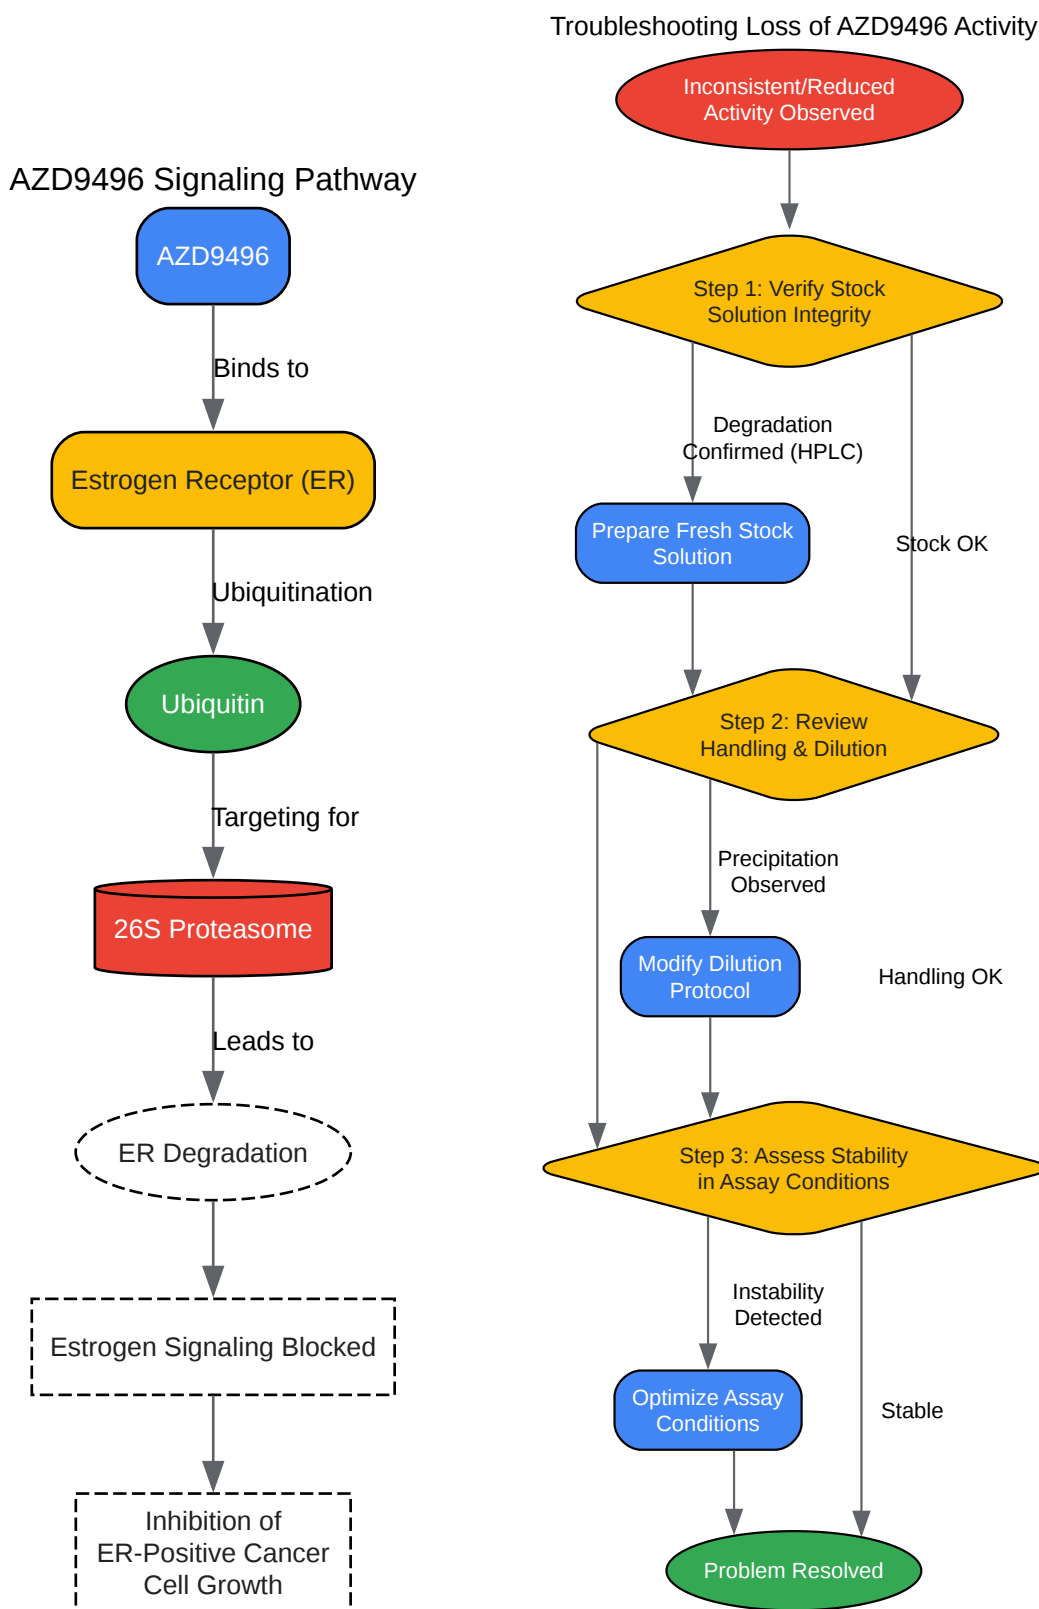 AZD9496 Signaling Pathway
AZD9496
Binds to
Estrogen Receptor (ER)
Ubiquitination
Ubiquitin
Targeting for
26S Proteasome
Leads to
ER Degradation
Estrogen Signaling Blocked
Inhibition of
ER-Positive Cancer
Cell Growth
Troubleshooting Loss of AZD9496 Activity
Inconsistent/Reduced
Activity Observed
Step 1: Verify Stock
Solution Integrity
Degradation
Confirmed (HPLC)
Prepare Fresh Stock
Solution
Stock OK
Step 2: Review
Handling & Dilution
Precipitation
Observed
Modify Dilution
Protocol
Handling OK
Step 3: Assess Stability
in Assay Conditions
Instability
Detected
Optimize Assay
Conditions
Stable
Problem Resolved